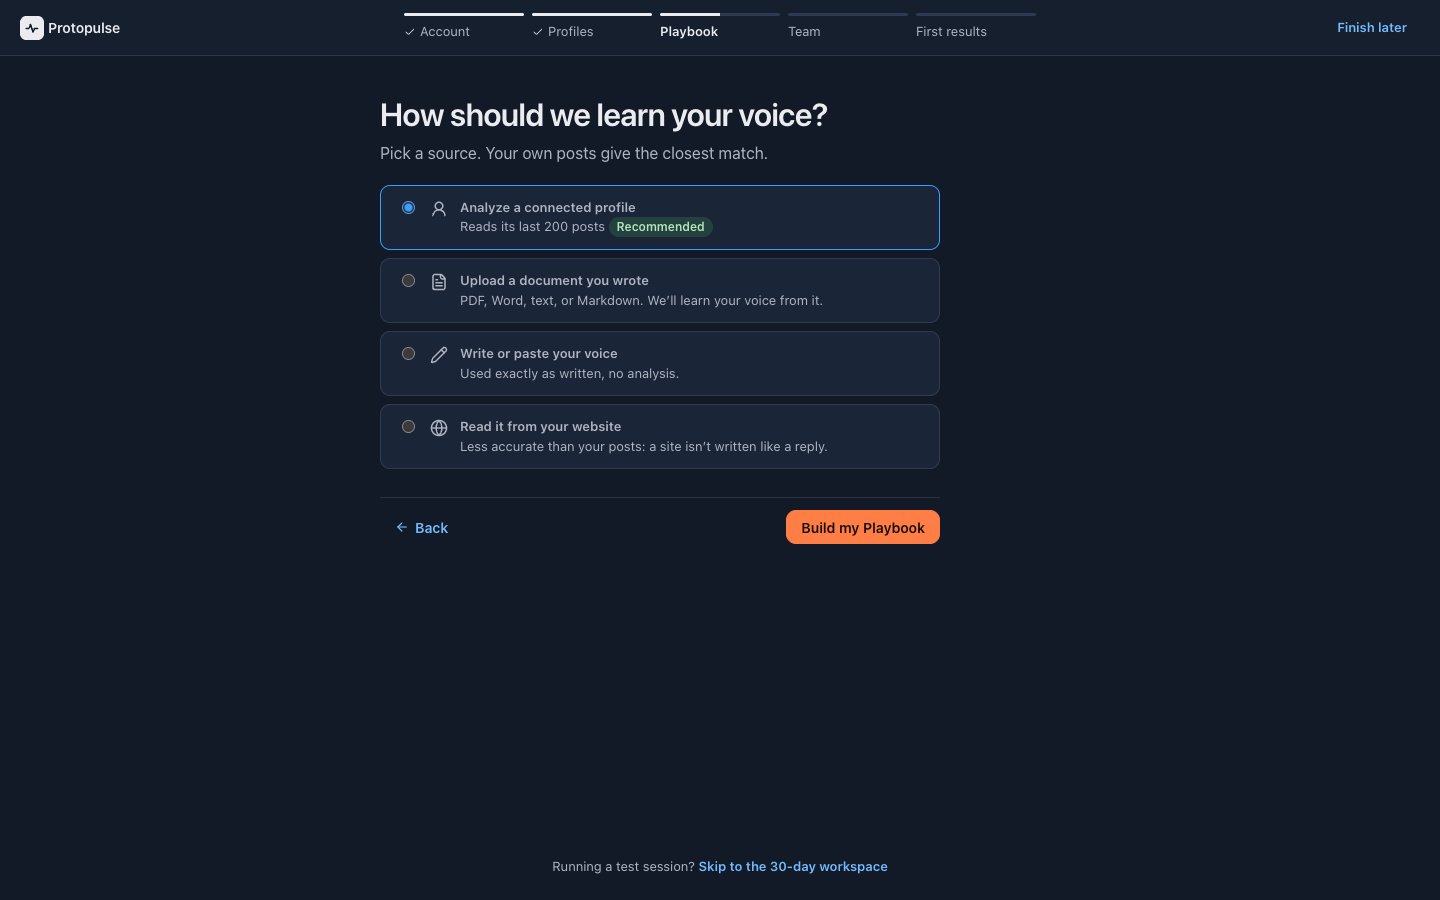 Protopulse
Account
Profiles
Playbook
Team
First results
Finish later
How should we learn your voice?
Pick a source. Your own posts give the closest match.
Analyze a connected profile
Reads its last 200 posts Recommended
Upload a document you wrote
PDF, Word, text, or Markdown. We’ll learn your voice from it.
Write or paste your voice
Used exactly as written, no analysis.
Read it from your website
Less accurate than your posts: a site isn’t written like a reply.
Back
Build my Playbook
Running a test session? Skip to the 30-day workspace